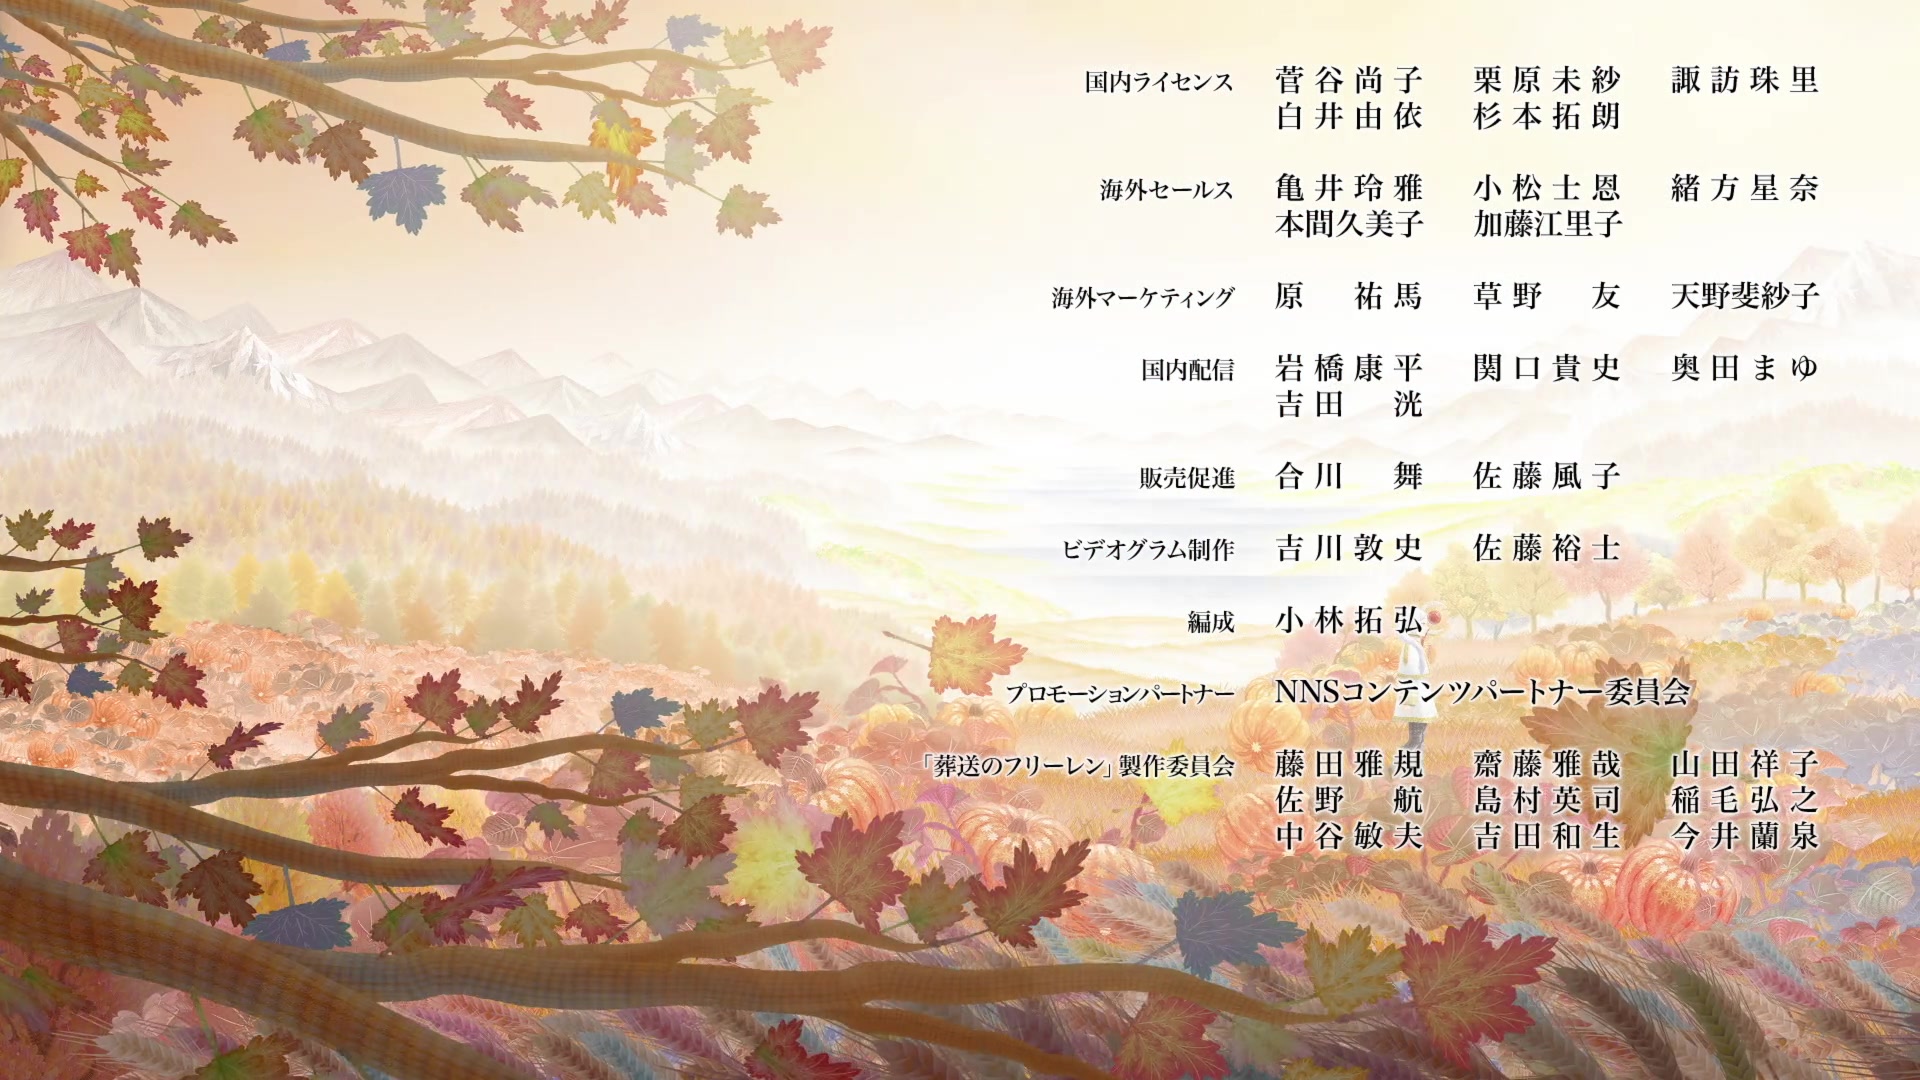 国内ライセンス 菅谷尚子 栗原未紗 諏訪珠里
白井由依 杉本拓朗
海外セールス 亀井玲雅 小松士恩 緒方星奈
本間久美子 加藤江里子
海外マーケティング 原 祐馬 草野 友 天野斐紗子
国内配信 岩橋康平 関口貴史 奥田まゆ
吉田 洸
販売促進 合川 舞 佐藤風子
ビデオグラム制作 吉川敦史 佐藤裕士
編成 小林拓弘
プロモーションパートナー NNSコンテンツパートナー委員会
「葬送のフリーレン」製作委員会 藤田雅規 齋藤雅哉 山田祥子
佐野 航 島村英司 稲毛弘之
中谷敏夫 吉田和生 今井蘭泉